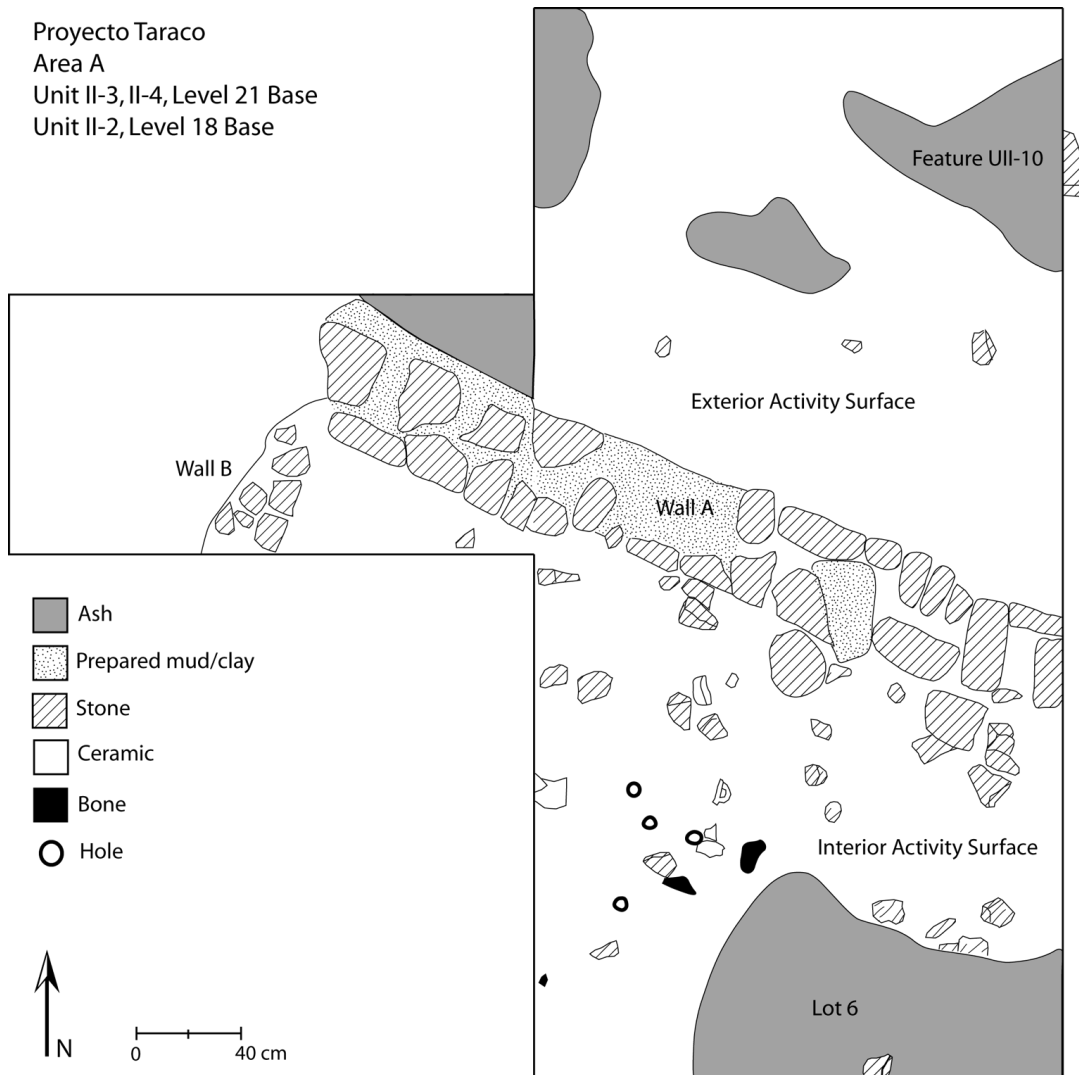 Proyecto Taraco
Area A
Unit II-3, II-4, Level 21 Base
Unit II-2, Level 18 Base
Feature UII-10
Exterior Activity Surface
Wall B
Wall A
Ash
Prepared mud/clay
Stone
Ceramic
Bone
Hole
Interior Activity Surface
Lot 6
N
0 40 cm